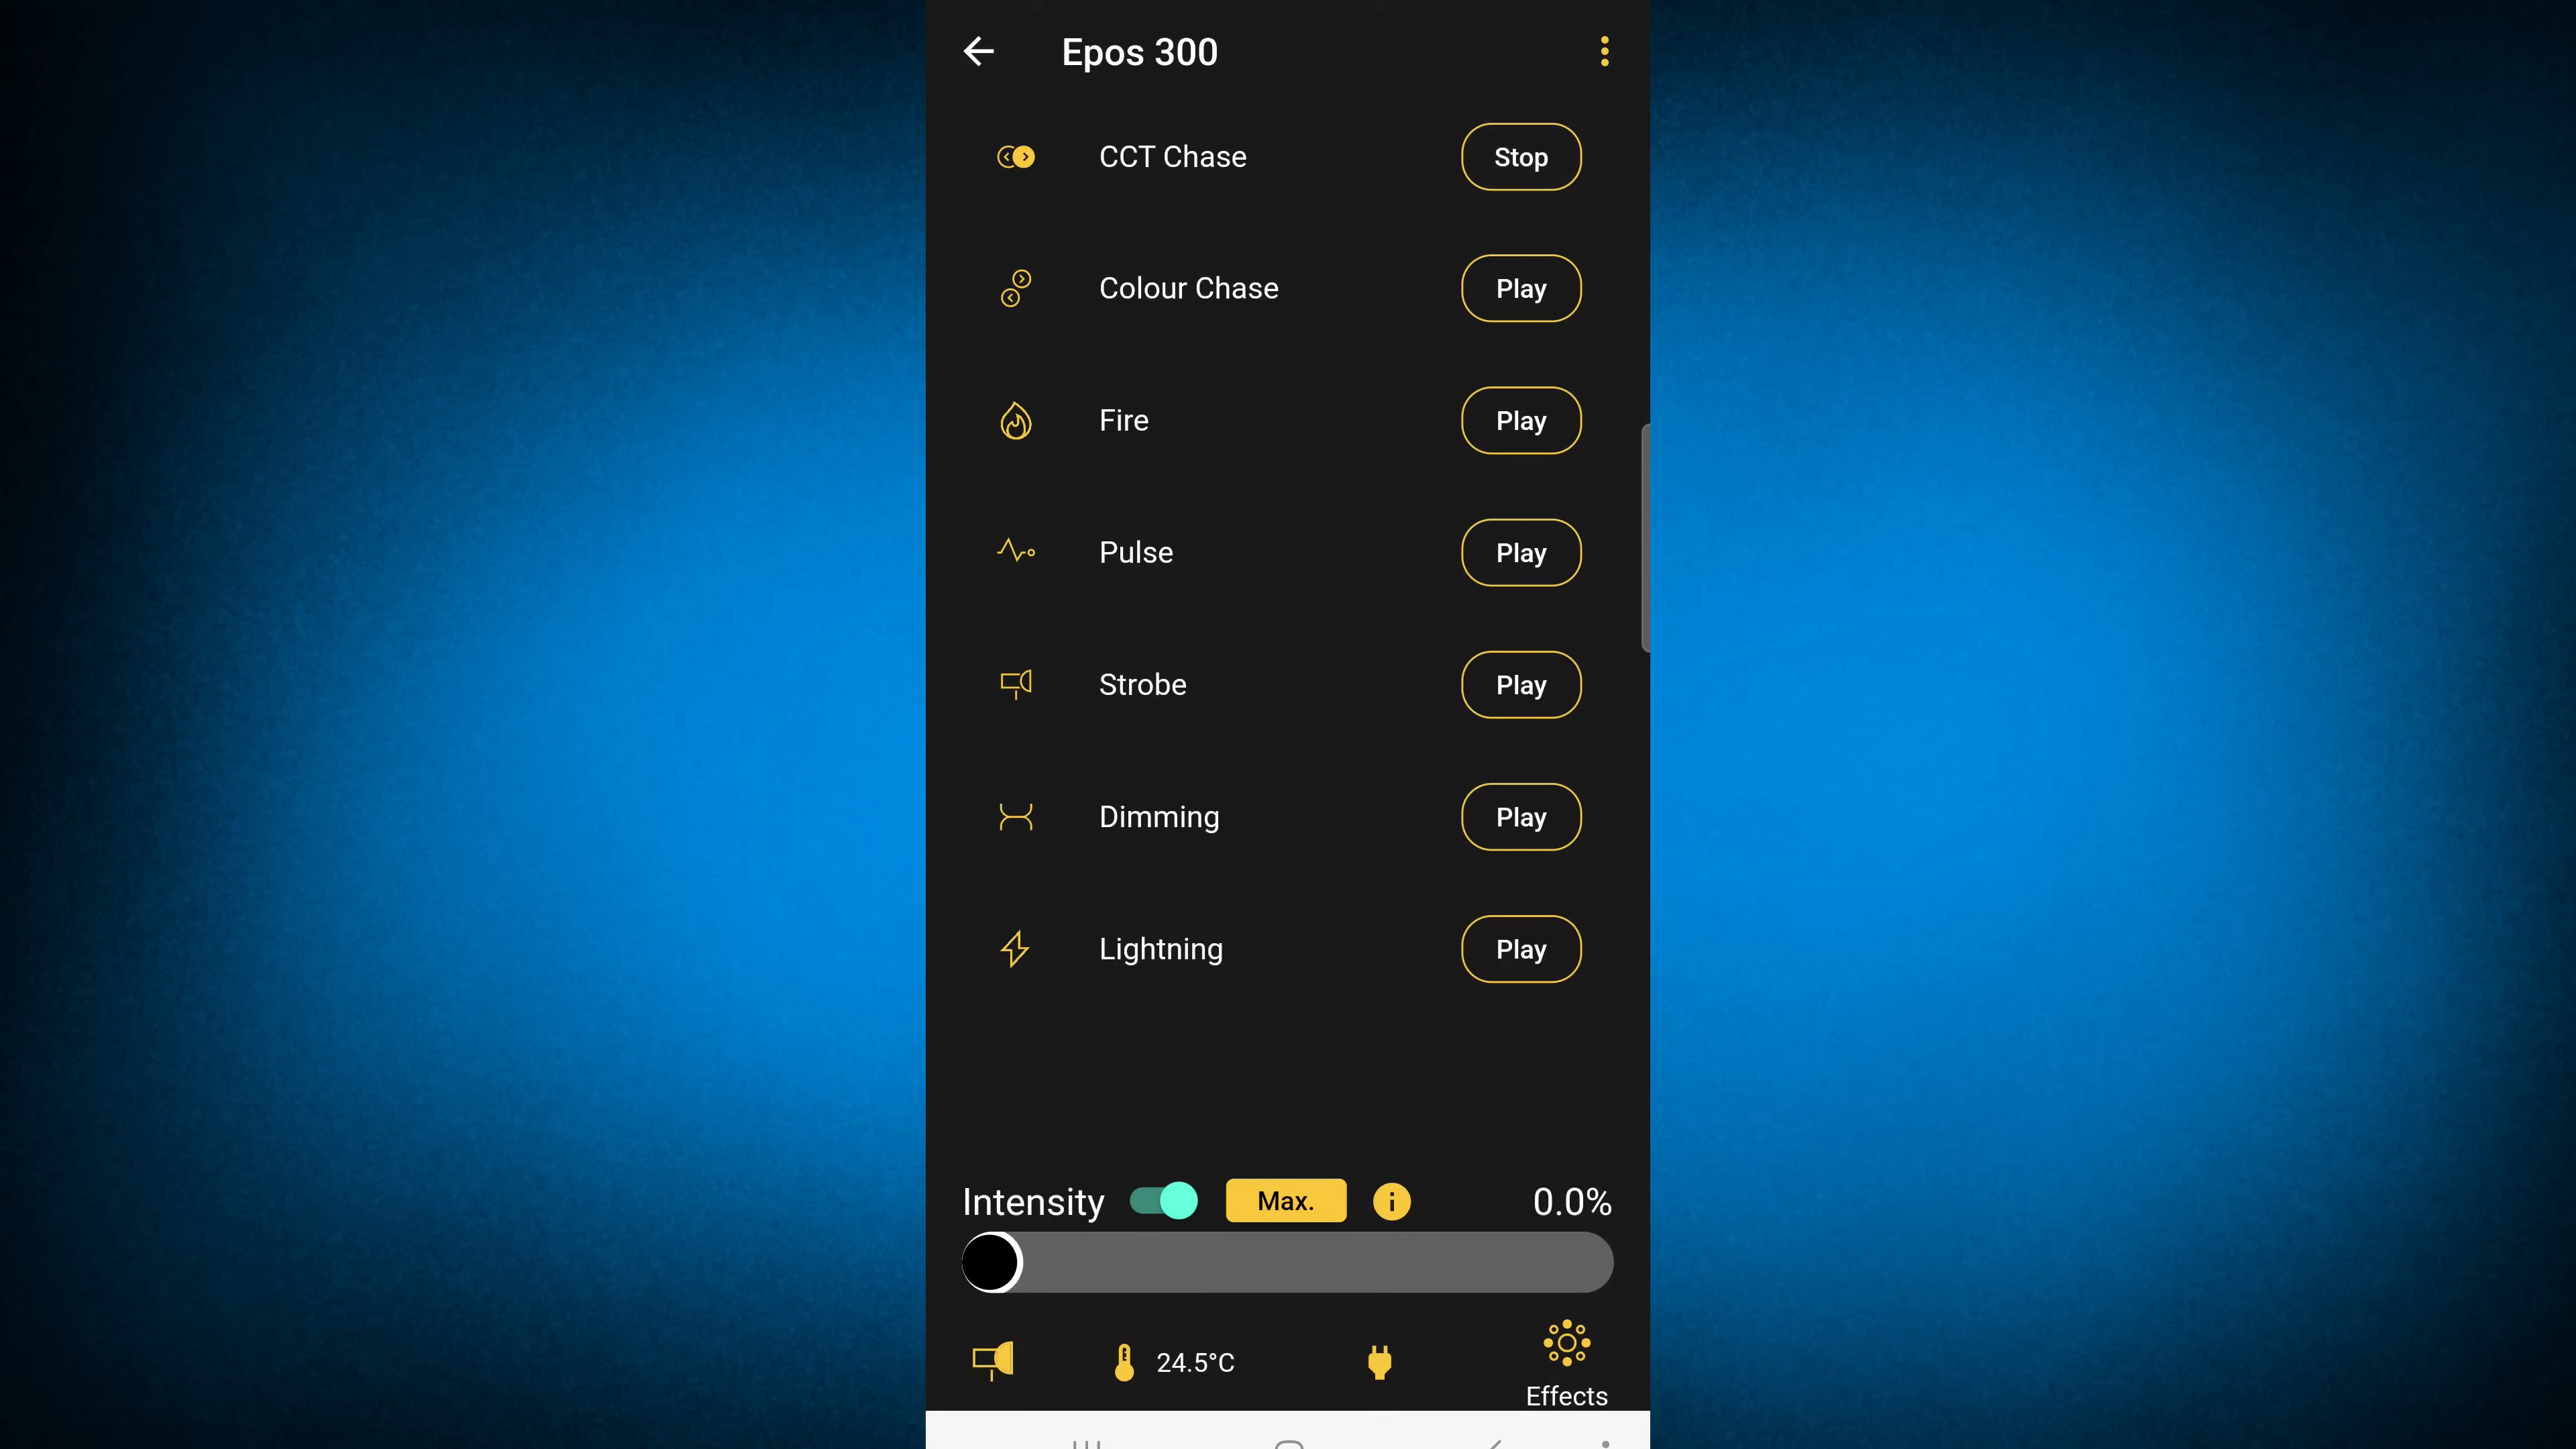 Epos 300
CCT Chase Stop
Colour Chase Play
Fire Play
Pulse Play
Strobe Play
Dimming Play
Lightning Play
Intensity Max. i 0.0%
24.5°C
Effects